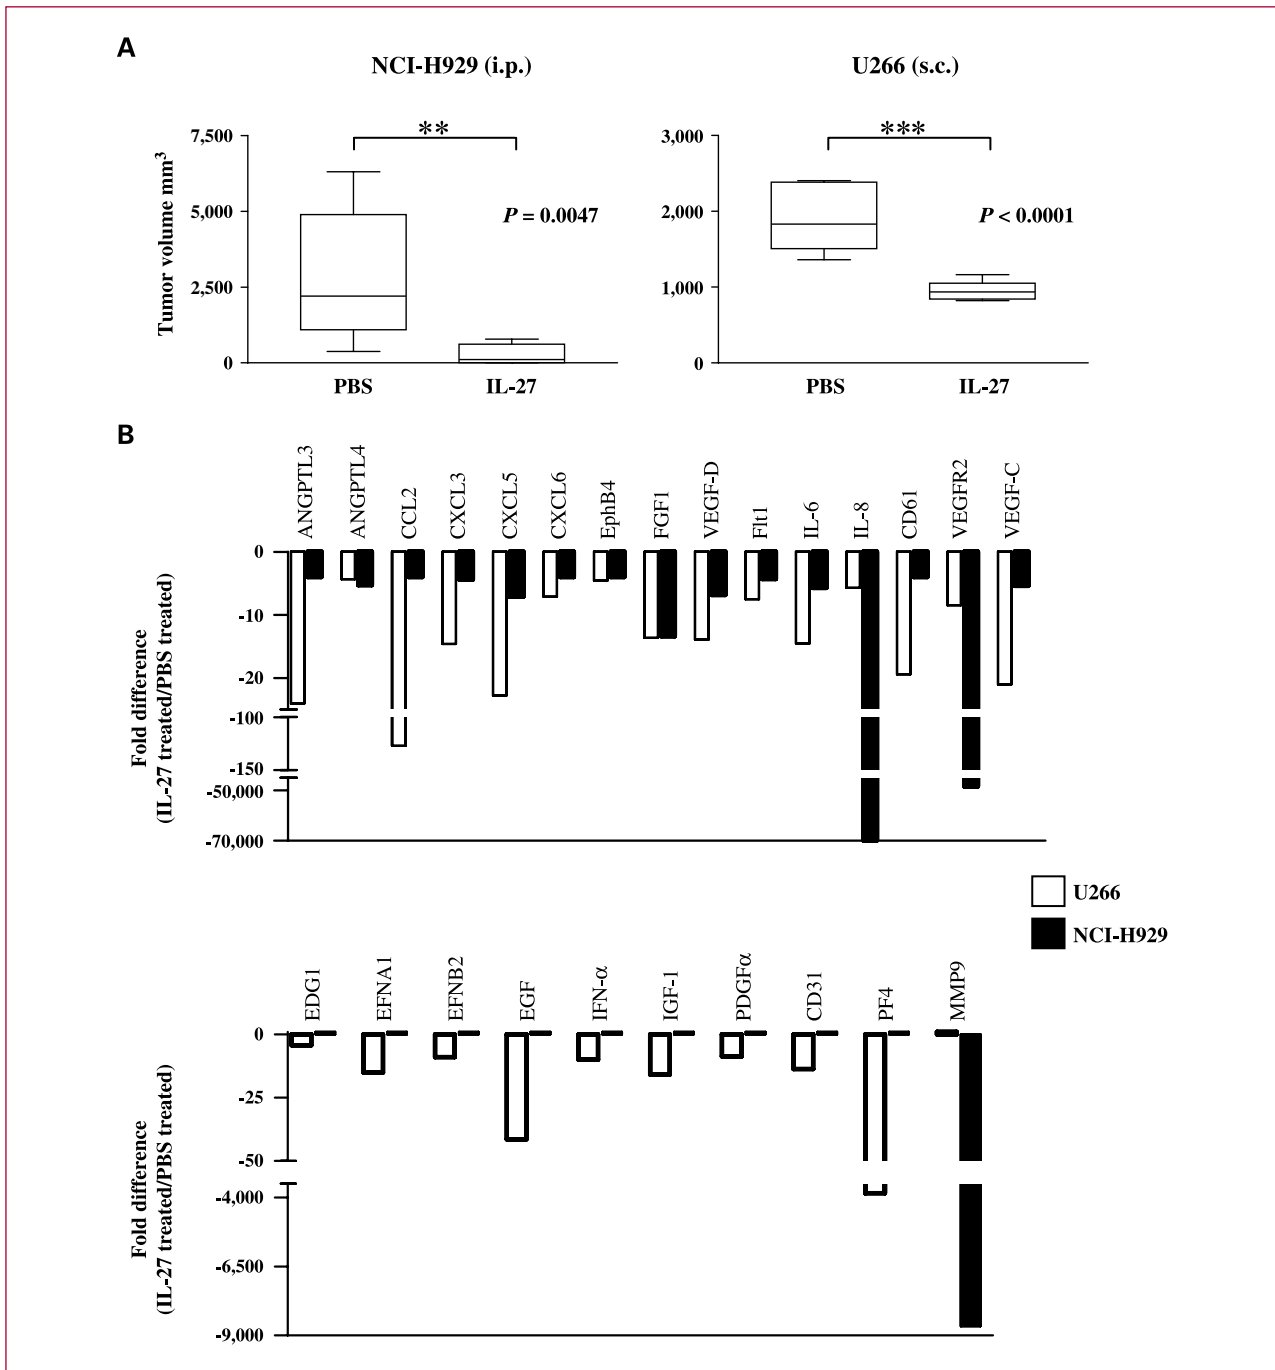 A
NCI-H929 (i.p.)
U266 (s.c.)
Tumor volume mm³
7,500
5,000
2,500
0
**
P = 0.0047
PBS
IL-27
3,000
2,000
1,000
0
***
P < 0.0001
PBS
IL-27
B
ANGPTL3
ANGPTL4
CCL2
CXCL3
CXCL5
CXCL6
EphB4
FGF1
VEGF-D
Flt1
IL-6
IL-8
CD61
VEGFR2
VEGF-C
Fold difference
(IL-27 treated/PBS treated)
0
-10
-20
-100
-150
-50,000
-70,000
U266
NCI-H929
EDG1
EFNA1
EFNB2
EGF
IFN-α
IGF-1
PDGFα
CD31
PF4
MMP9
Fold difference
(IL-27 treated/PBS treated)
0
-25
-50
-4,000
-6,500
-9,000